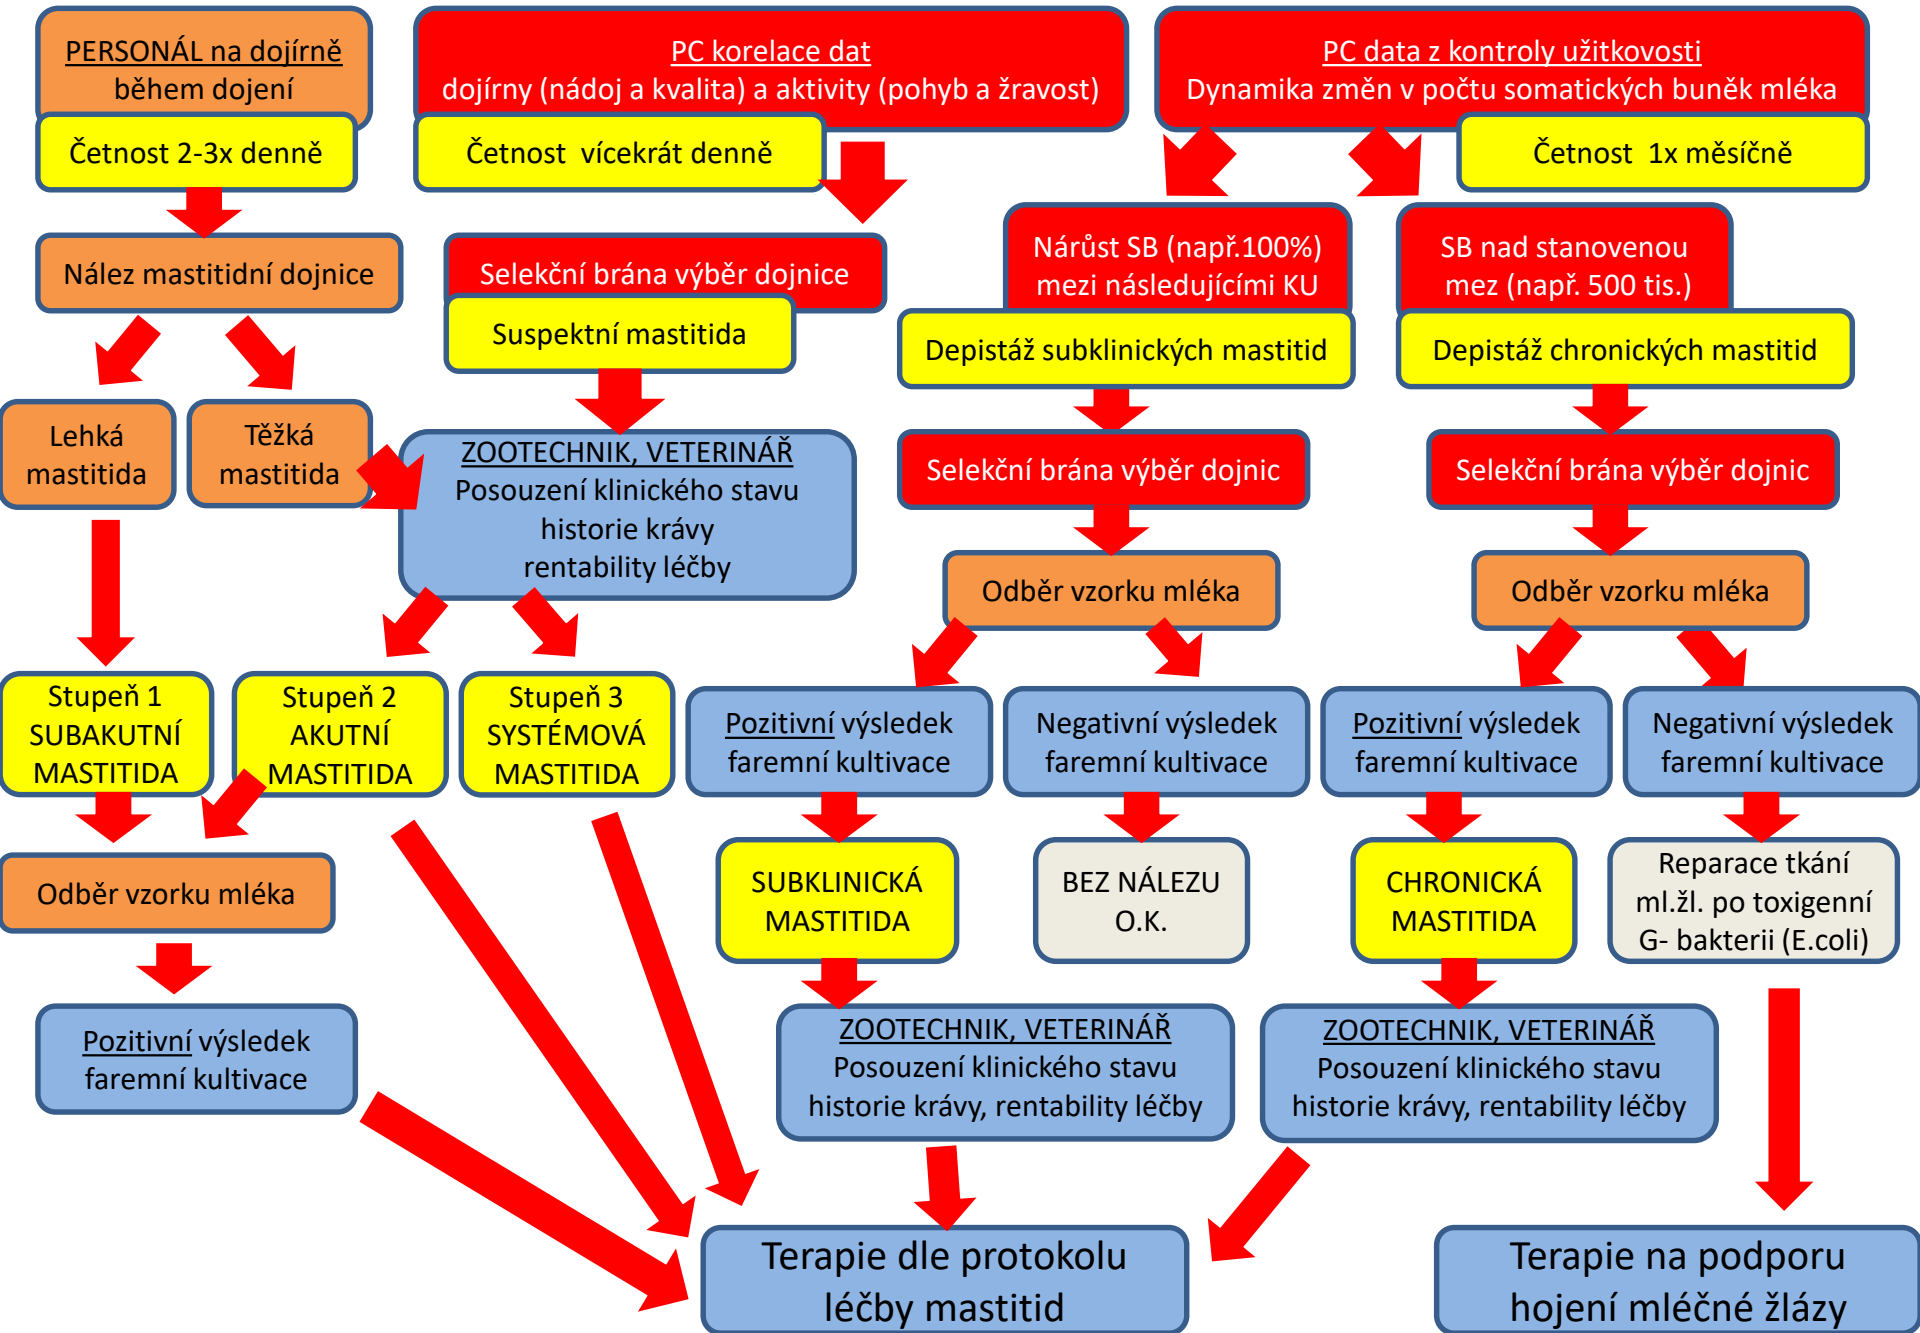 PERSONÁL na dojírně
během dojení
Četnost 2-3x denně
PC korelace dat
dojírny (nádoj a kvalita) a aktivity (pohyb a žravost)
Četnost vícekrát denně
PC data z kontroly užitkovosti
Dynamika změn v počtu somatických buněk mléka
Četnost 1x měsíčně
Nález mastitidní dojnice
Selekční brána výběr dojnice
Suspektní mastitida
Nárůst SB (např.100%)
mezi následujícími KU
Depistáž subklinických mastitid
SB nad stanovenou
mez (např. 500 tis.)
Depistáž chronických mastitid
Lehká
mastitida
Těžká
mastitida
ZOOTECHNIK, VETERINÁŘ
Posouzení klinického stavu
historie krávy
rentability léčby
Selekční brána výběr dojnic
Selekční brána výběr dojnic
Odběr vzorku mléka
Odběr vzorku mléka
Stupeň 1
SUBAKUTNÍ
MASTITIDA
Stupeň 2
AKUTNÍ
MASTITIDA
Stupeň 3
SYSTÉMOVÁ
MASTITIDA
Pozitivní výsledek
faremní kultivace
Negativní výsledek
faremní kultivace
Pozitivní výsledek
faremní kultivace
Negativní výsledek
faremní kultivace
Odběr vzorku mléka
SUBKLINICKÁ
MASTITIDA
BEZ NÁLEZU
O.K.
CHRONICKÁ
MASTITIDA
Reparace tkání
ml.žl. po toxigenní
G- bakterii (E.coli)
Pozitivní výsledek
faremní kultivace
ZOOTECHNIK, VETERINÁŘ
Posouzení klinického stavu
historie krávy, rentability léčby
ZOOTECHNIK, VETERINÁŘ
Posouzení klinického stavu
historie krávy, rentability léčby
Terapie dle protokolu
léčby mastitid
Terapie na podporu
hojení mléčné žlázy